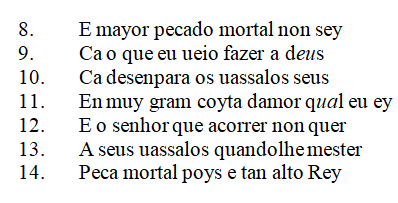 8. E mayor pecado mortal non sey
9. Ca o que eu ueio fazer a deus
10. Ca desenpara os uassalos seus
11. En muy gram coyta damor qual eu ey
12. E o senhor que acorrer non quer
13. A seus uassalos quandolhe mester
14. Peca mortal poys e tan alto Rey